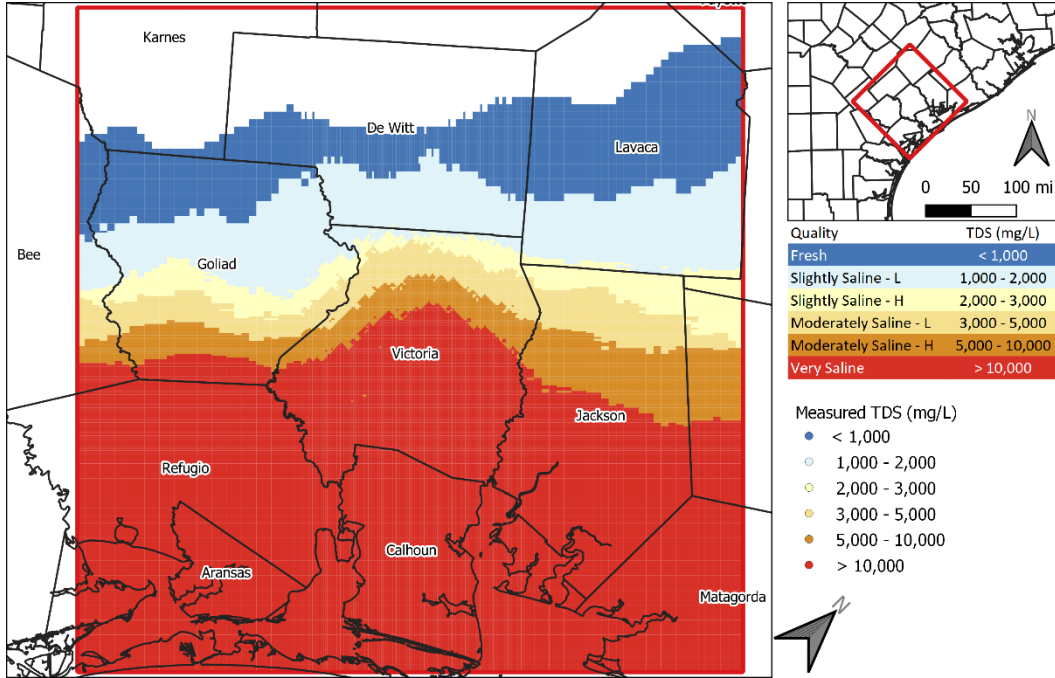 Karnes
De Witt
Lavaca
Bee
Goliad
Victoria
Jackson
Refugio
Calhoun
Aransas
Matagorda
N
0 50 100 mi
Quality TDS (mg/L)
Fresh < 1,000
Slightly Saline - L 1,000 - 2,000
Slightly Saline - H 2,000 - 3,000
Moderately Saline - L 3,000 - 5,000
Moderately Saline - H 5,000 - 10,000
Very Saline > 10,000
Measured TDS (mg/L)
< 1,000
1,000 - 2,000
2,000 - 3,000
3,000 - 5,000
5,000 - 10,000
> 10,000
N